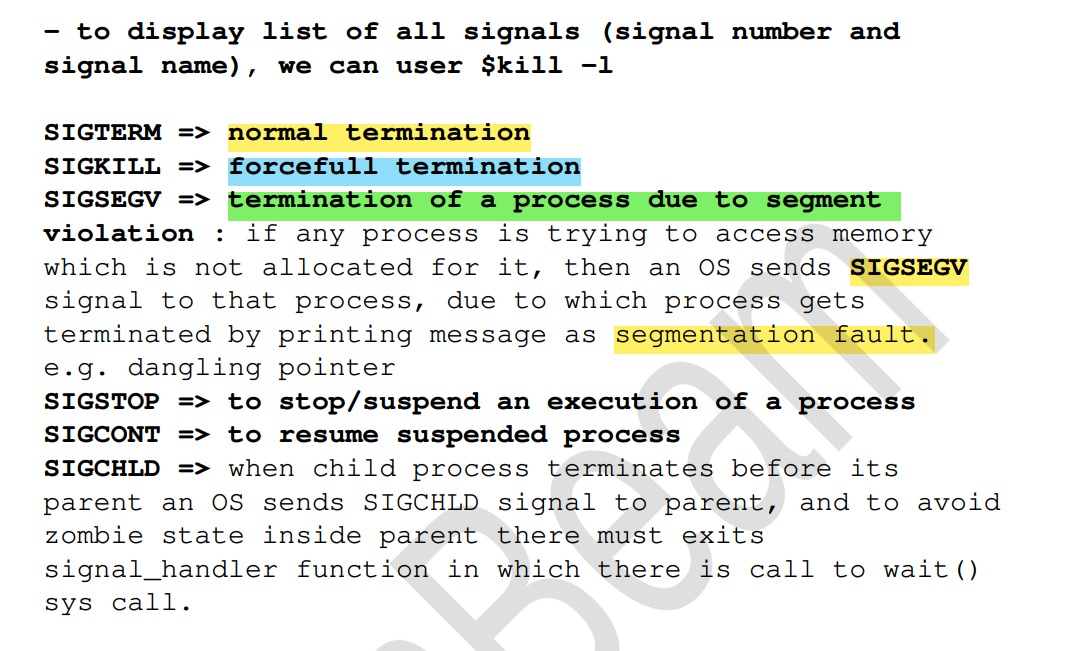 - to display list of all signals (signal number and
signal name), we can user $kill -l
SIGTERM => normal termination
SIGKILL => forcefull termination
SIGSEGV => termination of a process due to segment
violation : if any process is trying to access memory
which is not allocated for it, then an OS sends SIGSEGV
signal to that process, due to which process gets
terminated by printing message as segmentation fault.
e.g. dangling pointer
SIGSTOP => to stop/suspend an execution of a process
SIGCONT => to resume suspended process
SIGCHLD => when child process terminates before its
parent an OS sends SIGCHLD signal to parent, and to avoid
zombie state inside parent there must exits
signal_handler function in which there is call to wait()
sys call.